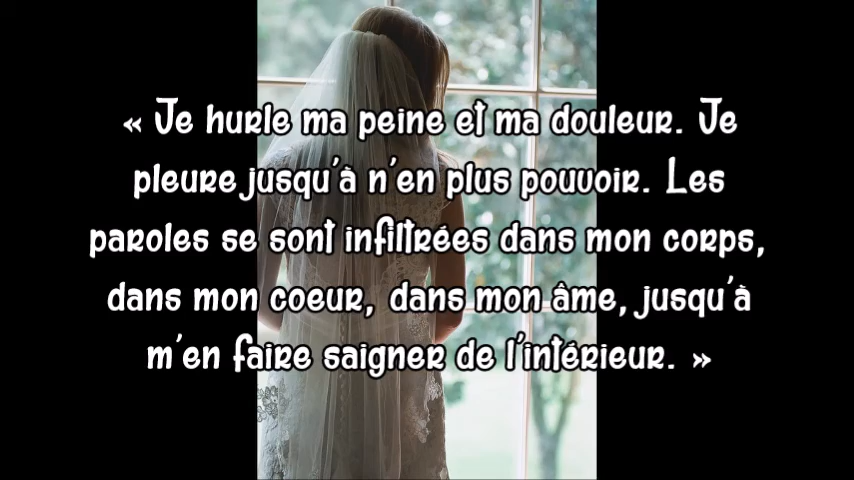 « Je hurle ma peine et ma douleur. Je
pleure jusqu'à n'en plus pouvoir. Les
paroles se sont infiltrées dans mon corps,
dans mon coeur, dans mon âme, jusqu'à
m'en faire saigner de l'intérieur. »